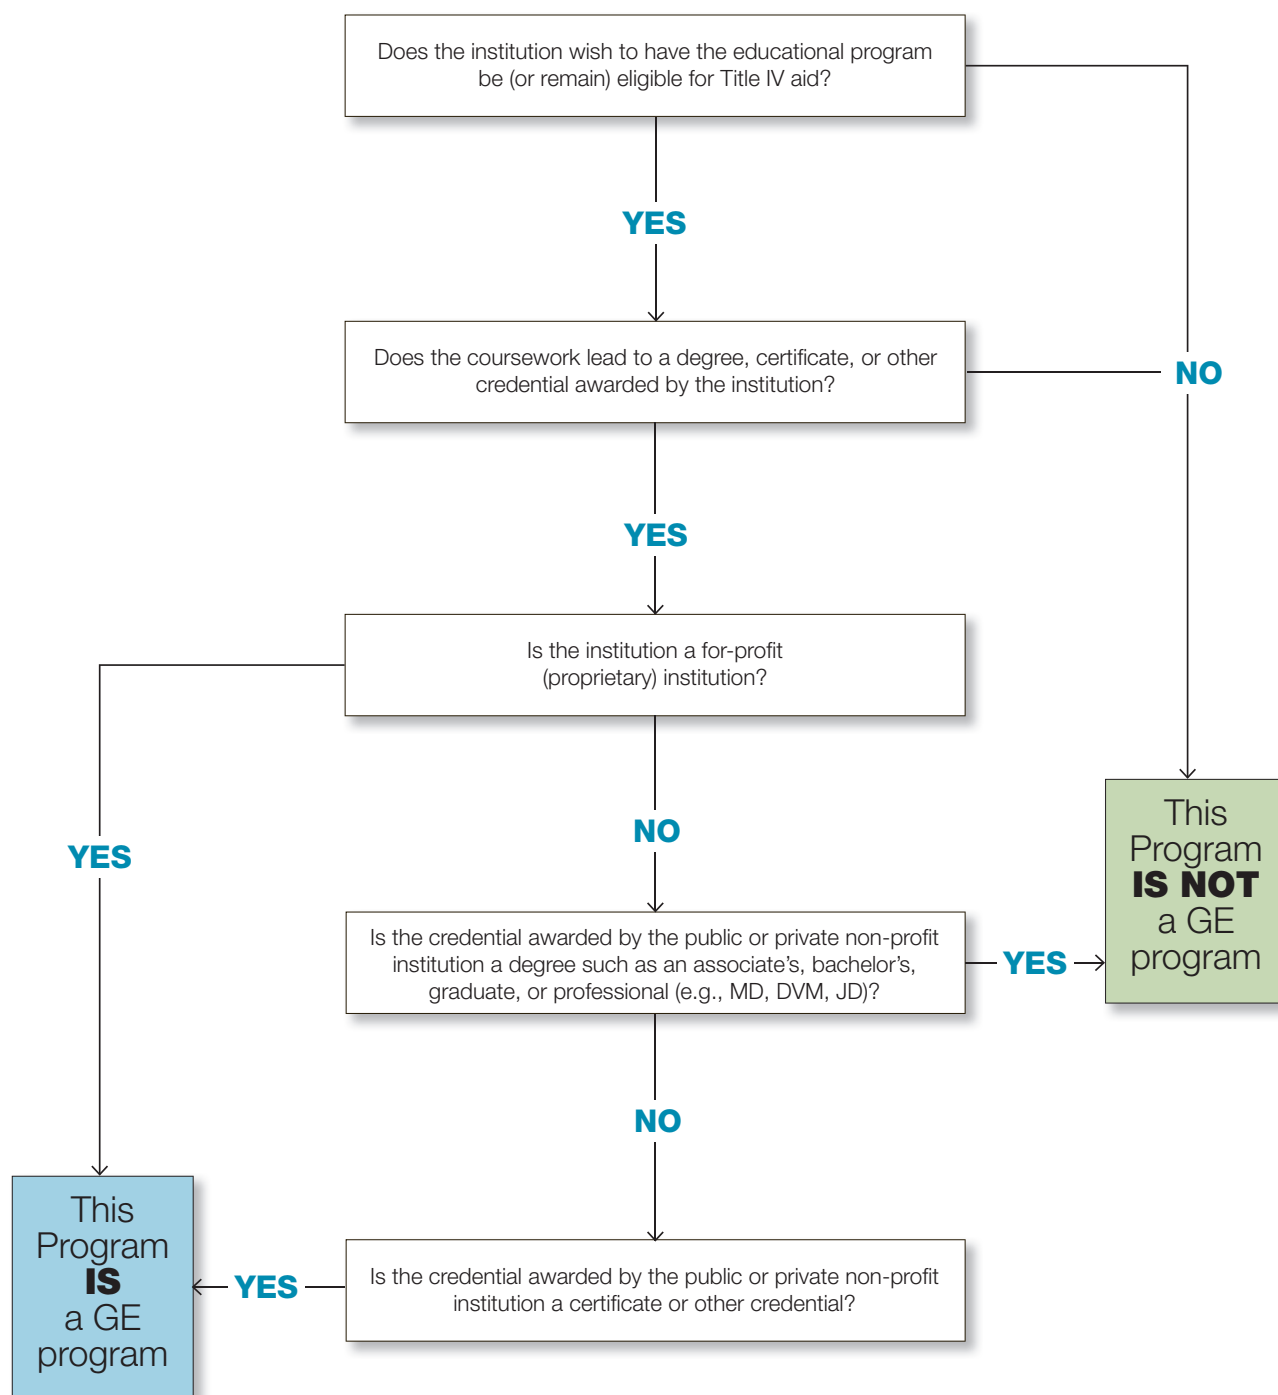 Does the institution wish to have the educational program
be (or remain) eligible for Title IV aid?
YES
Does the coursework lead to a degree, certificate, or other
credential awarded by the institution?
NO
YES
Is the institution a for-profit
(proprietary) institution?
NO
YES
This
Program
IS NOT
a GE
program
Is the credential awarded by the public or private non-profit
institution a degree such as an associate’s, bachelor’s,
graduate, or professional (e.g., MD, DVM, JD)?
YES
NO
This
Program
IS
a GE
program
YES
Is the credential awarded by the public or private non-profit
institution a certificate or other credential?